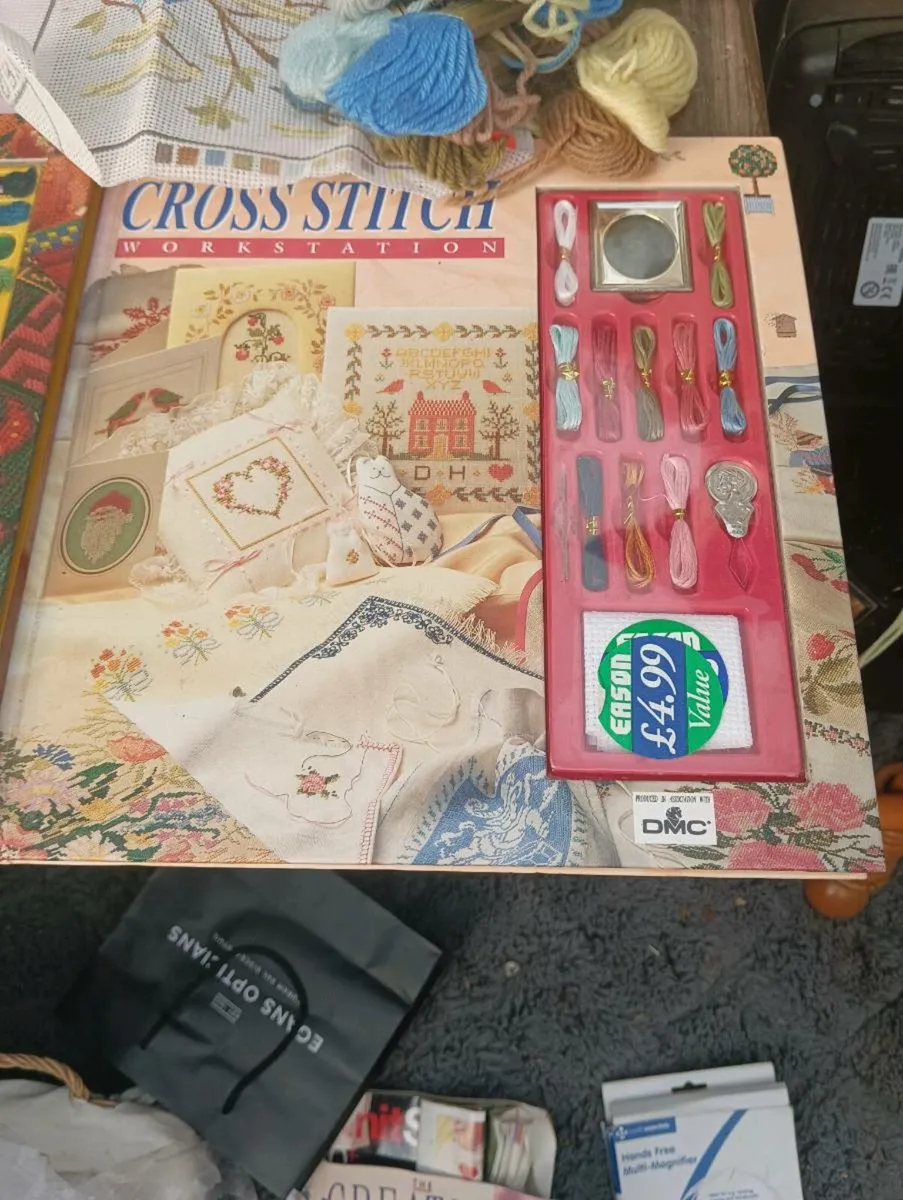 CROSS STITCH
WORKSTATION
ABCDEFGHI
RSTUVW
XYZ
D H
EASON
£4.99
Value
PRODUCED IN ASSOCIATION WITH
DMC
EGANS OPTICIANS
Hands Free
Multi-Magnifier
THE